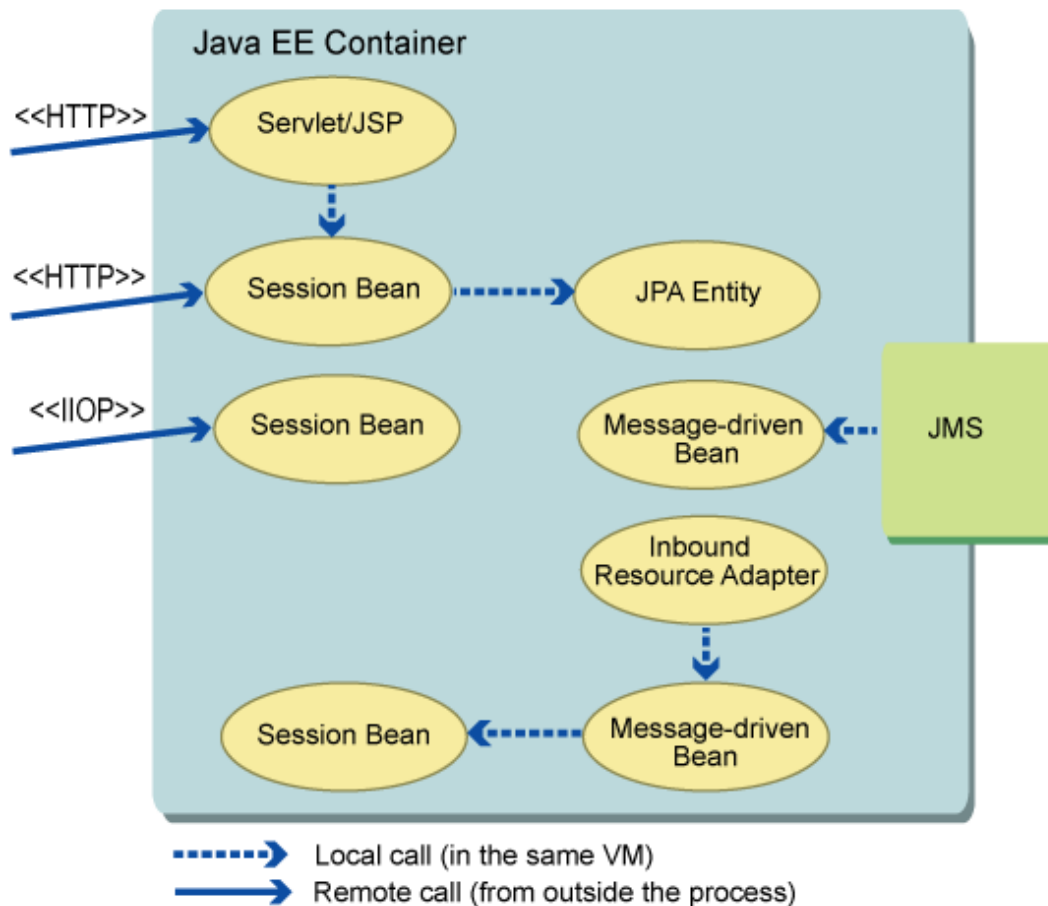 Java EE Container
<<HTTP>>
Servlet/JSP
<<HTTP>>
Session Bean
JPA Entity
<<IIOP>>
Session Bean
Message-driven
Bean
JMS
Inbound
Resource Adapter
Session Bean
Message-driven
Bean
Local call (in the same VM)
Remote call (from outside the process)